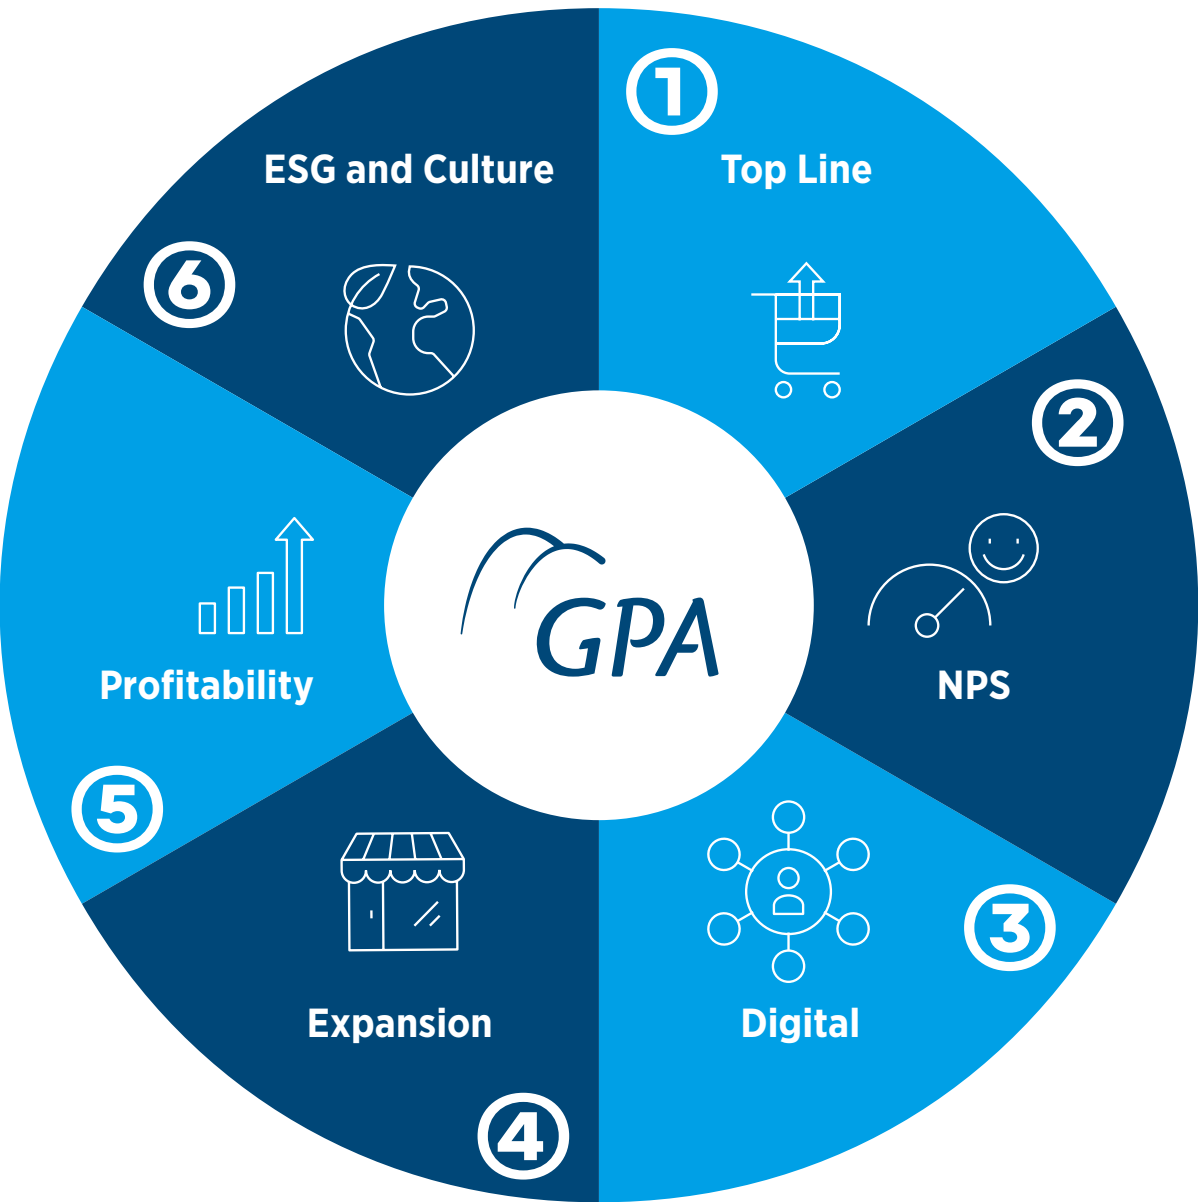 1
Top Line
2
NPS
3
Digital
4
Expansion
5
Profitability
6
ESG and Culture
GPA